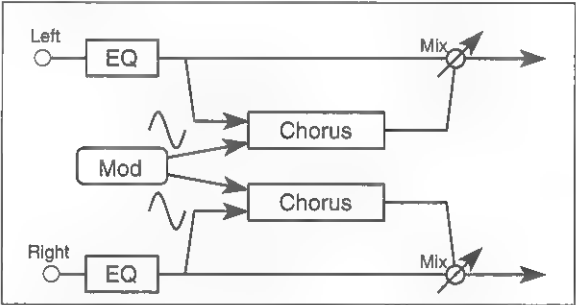 Left
EQ
Mix
Chorus
Mod
Chorus
Right
EQ
Mix